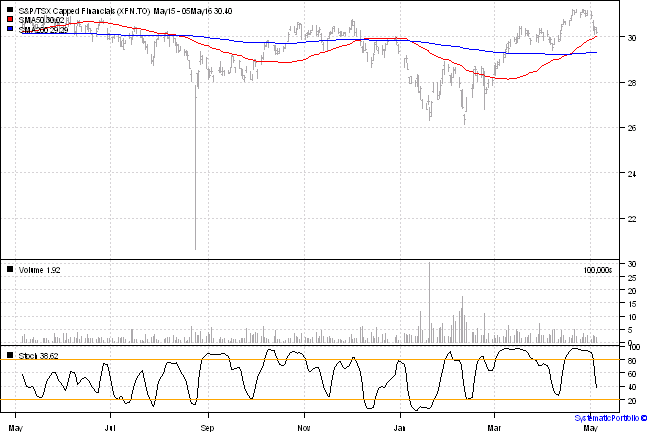 S&P/TSX Capped Financials (XFN.TO) May15 - 05May16 30.40
SMA50 30.02
SMA200 29.29
30
28
26
24
22
Volume 1.92
100,000s
30
25
20
15
10
5
0
Stoch 38.62
100
80
60
40
20
May
Jul
Sep
Nov
Jan
Mar
May
SystematicPortfolio ©